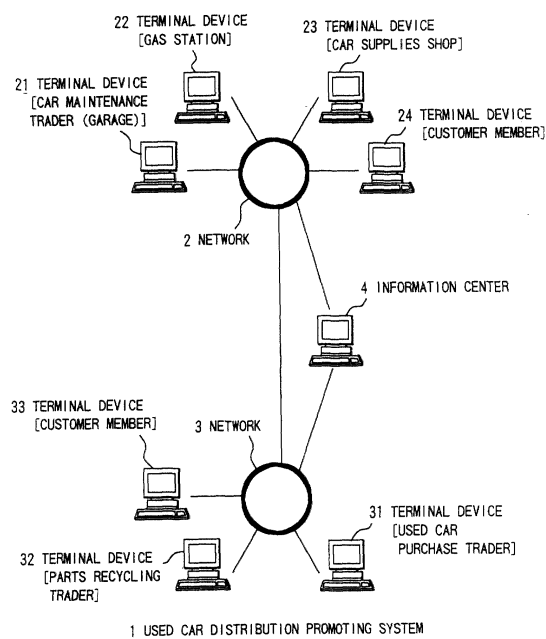 22 TERMINAL DEVICE
[GAS STATION]
23 TERMINAL DEVICE
[CAR SUPPLIES SHOP]
21 TERMINAL DEVICE
[CAR MAINTENANCE
TRADER (GARAGE)]
24 TERMINAL DEVICE
[CUSTOMER MEMBER]
2 NETWORK
4 INFORMATION CENTER
33 TERMINAL DEVICE
[CUSTOMER MEMBER]
3 NETWORK
31 TERMINAL DEVICE
[USED CAR
PURCHASE TRADER]
32 TERMINAL DEVICE
[PARTS RECYCLING
TRADER]
1 USED CAR DISTRIBUTION PROMOTING SYSTEM